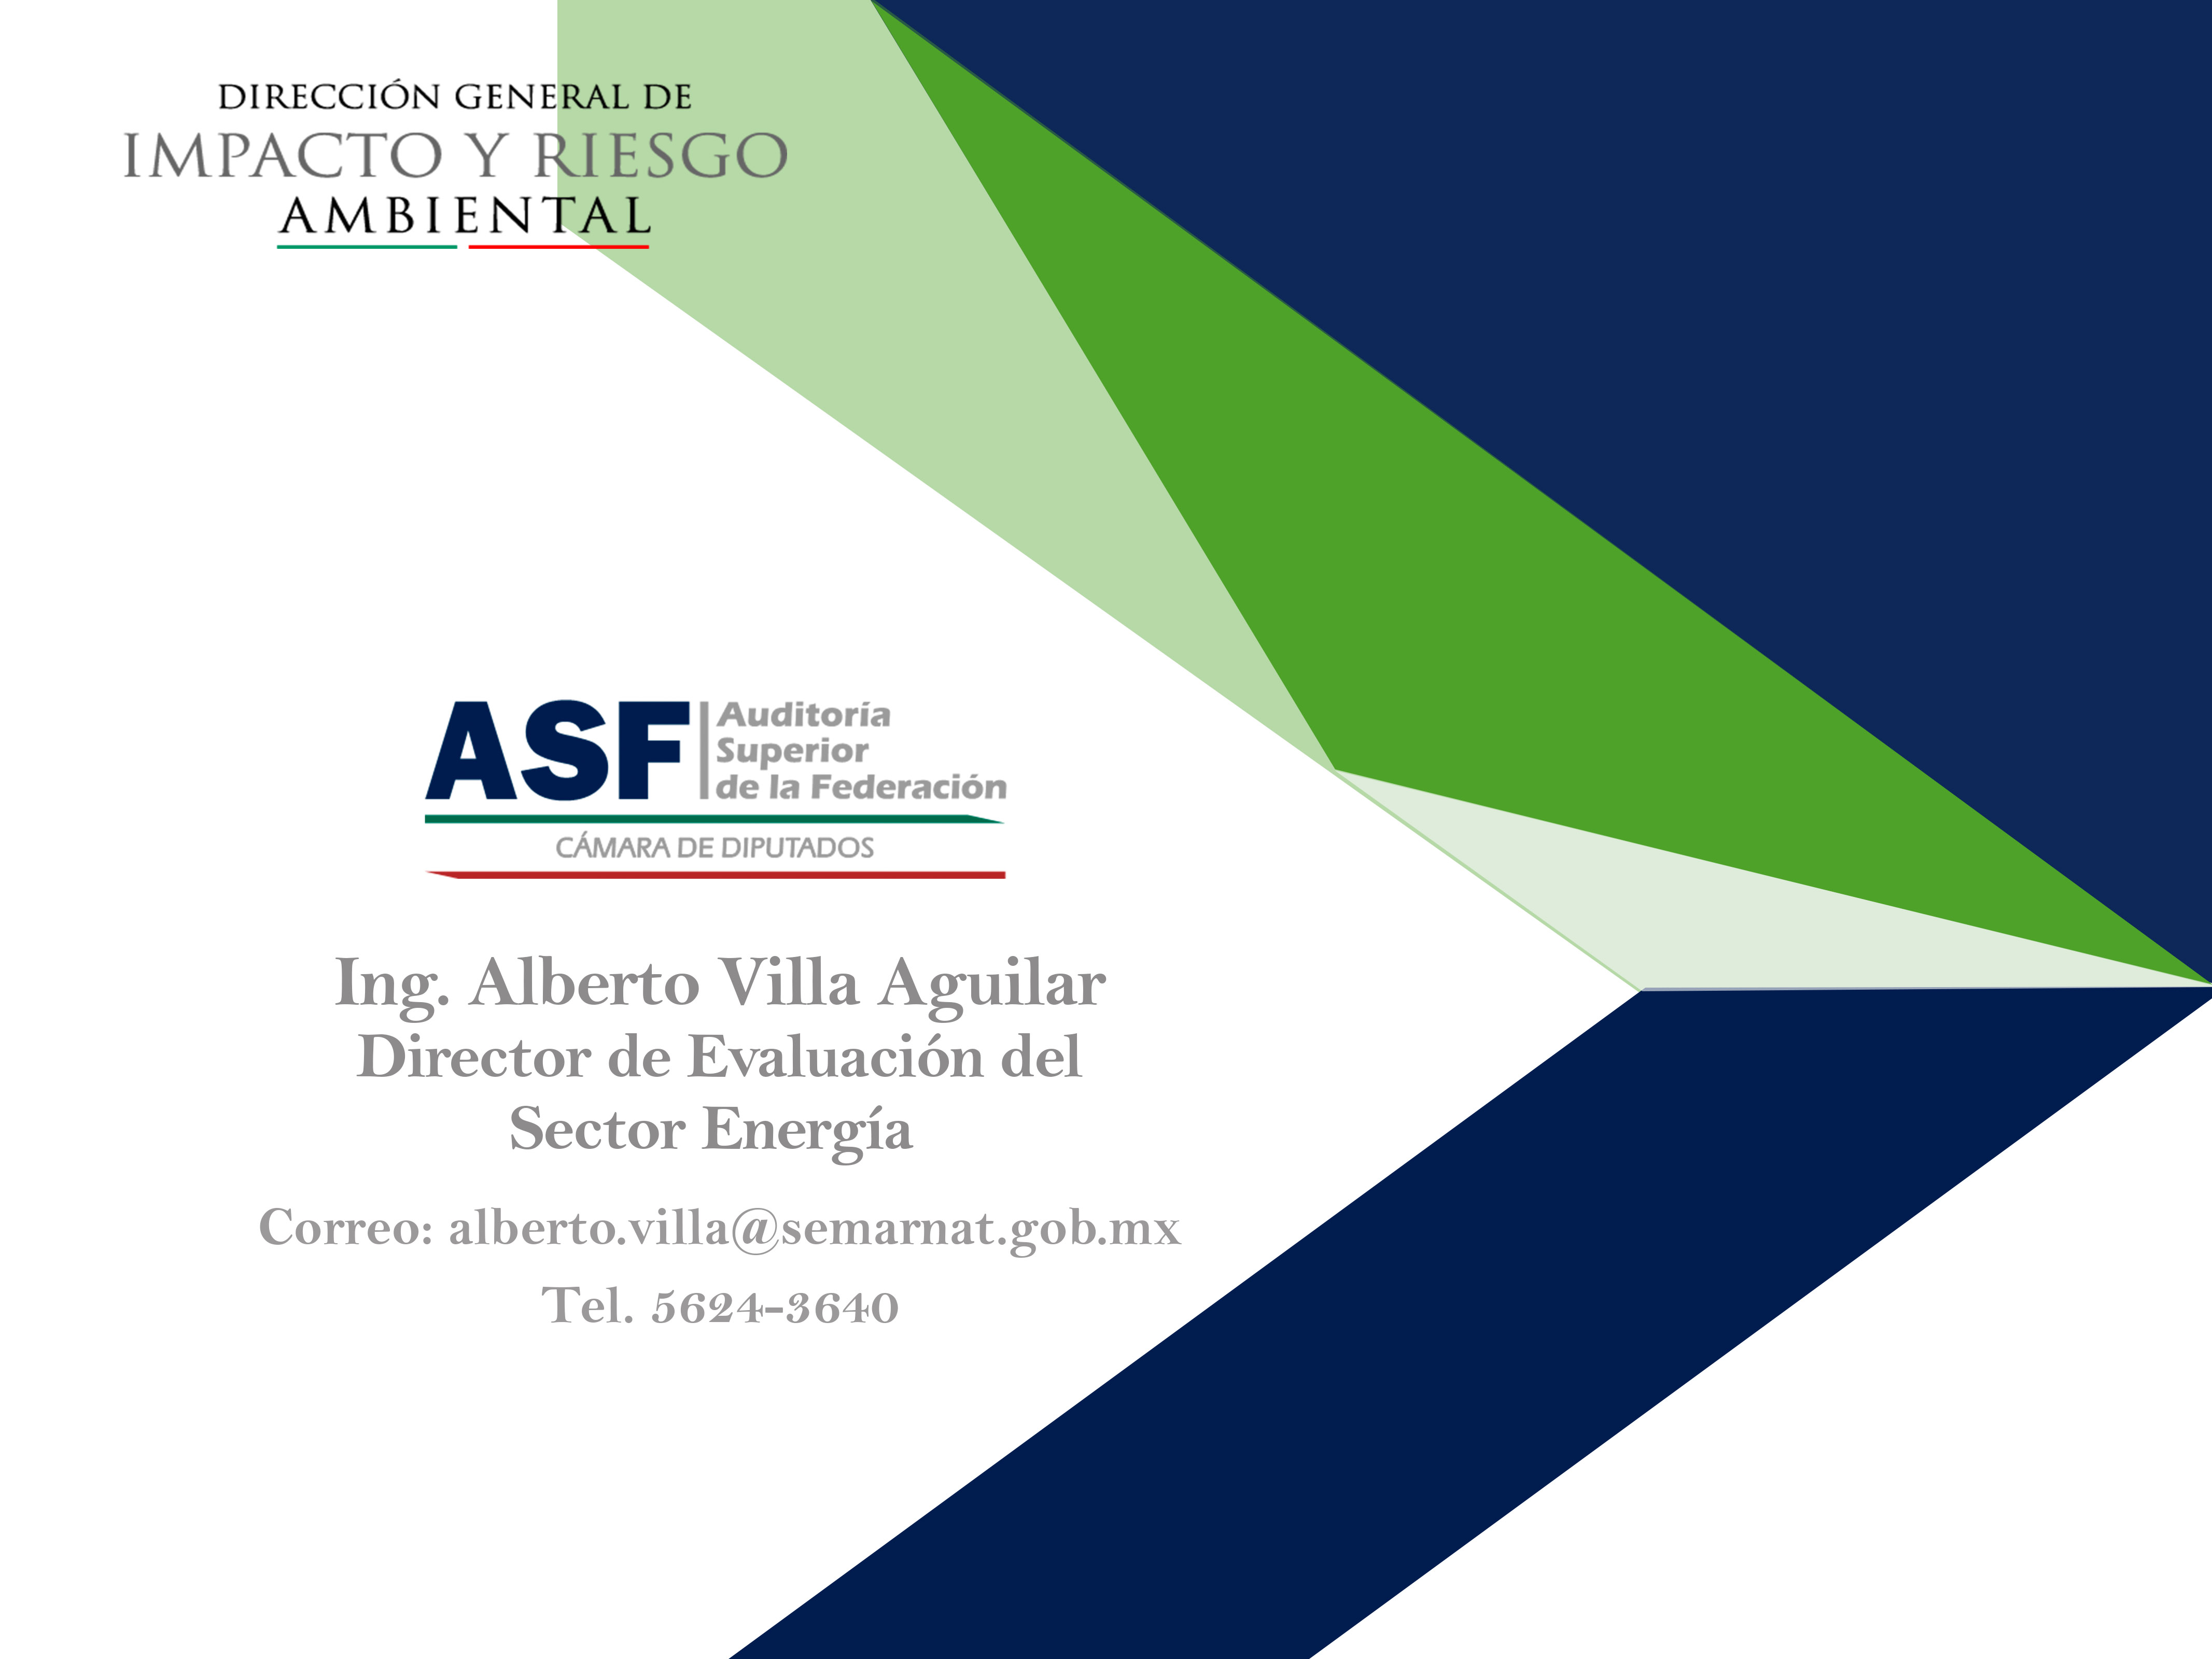 DIRECCIÓN GENERAL DE
IMPACTO Y RIESGO
AMBIENTAL
ASF
Auditoría
Superior
de la Federación
CÁMARA DE DIPUTADOS
Ing. Alberto Villa Aguilar
Director de Evaluación del
Sector Energía
Correo: alberto.villa@semarnat.gob.mx
Tel. 5624-3640